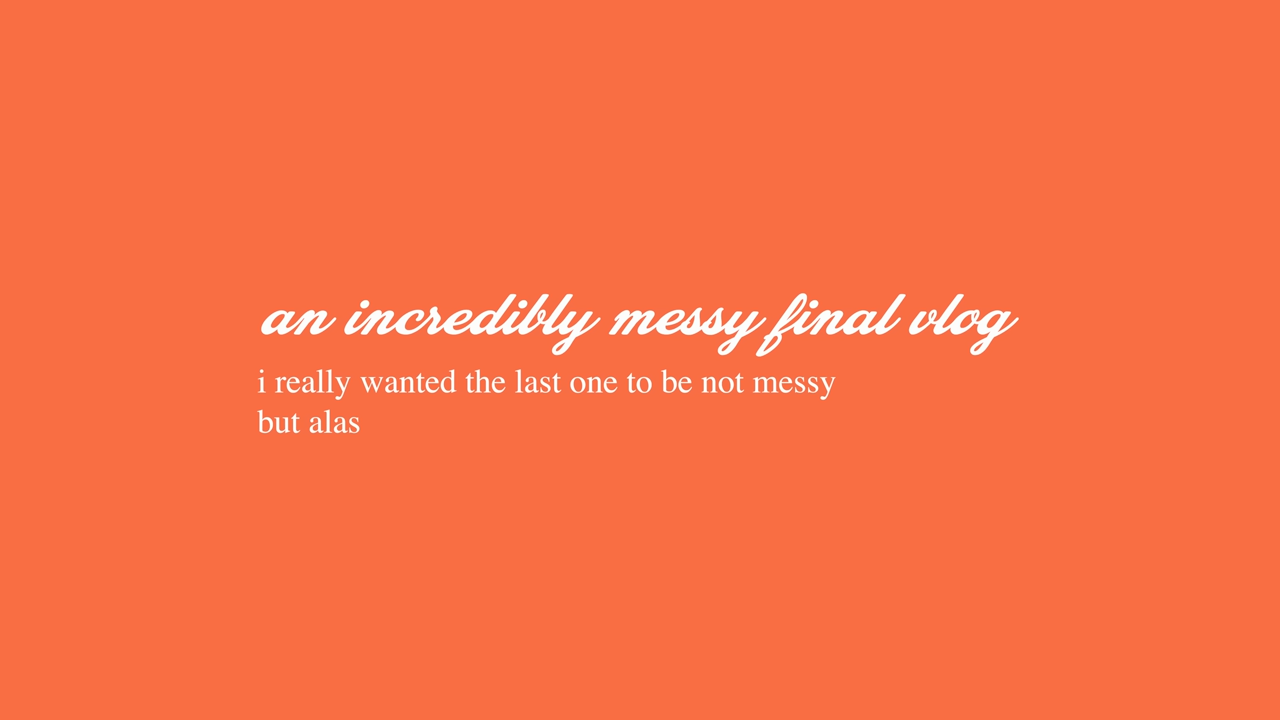 an incredibly messy final vlog
i really wanted the last one to be not messy
but alas